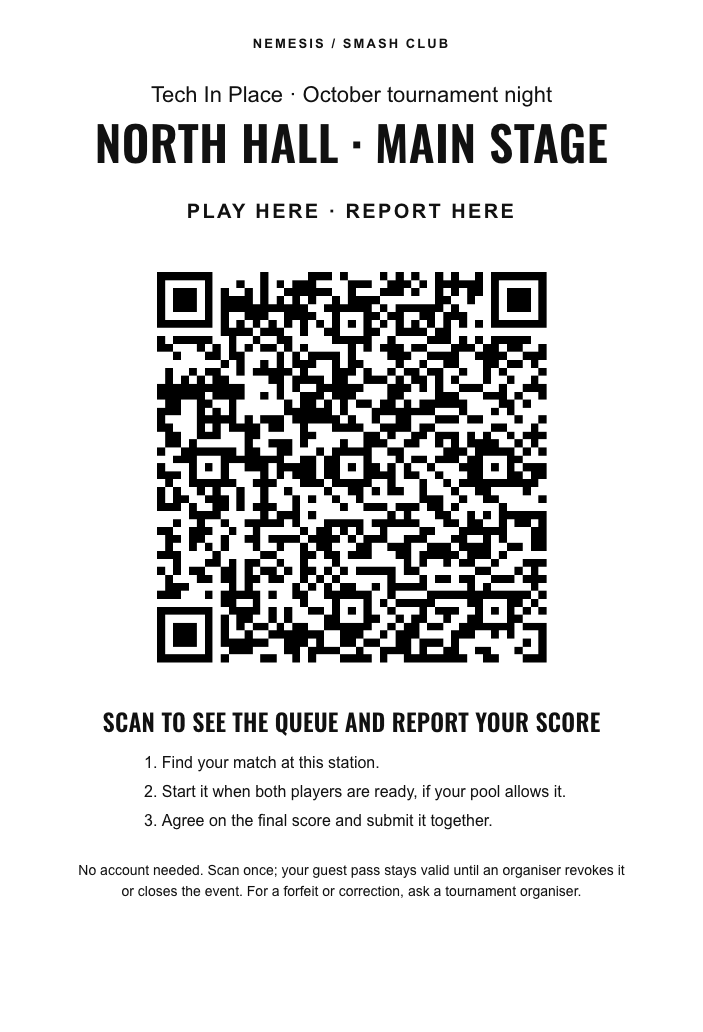 NEMESIS / SMASH CLUB
Tech In Place · October tournament night
NORTH HALL · MAIN STAGE
PLAY HERE · REPORT HERE
SCAN TO SEE THE QUEUE AND REPORT YOUR SCORE
1. Find your match at this station.
2. Start it when both players are ready, if your pool allows it.
3. Agree on the final score and submit it together.
No account needed. Scan once; your guest pass stays valid until an organiser revokes it
or closes the event. For a forfeit or correction, ask a tournament organiser.